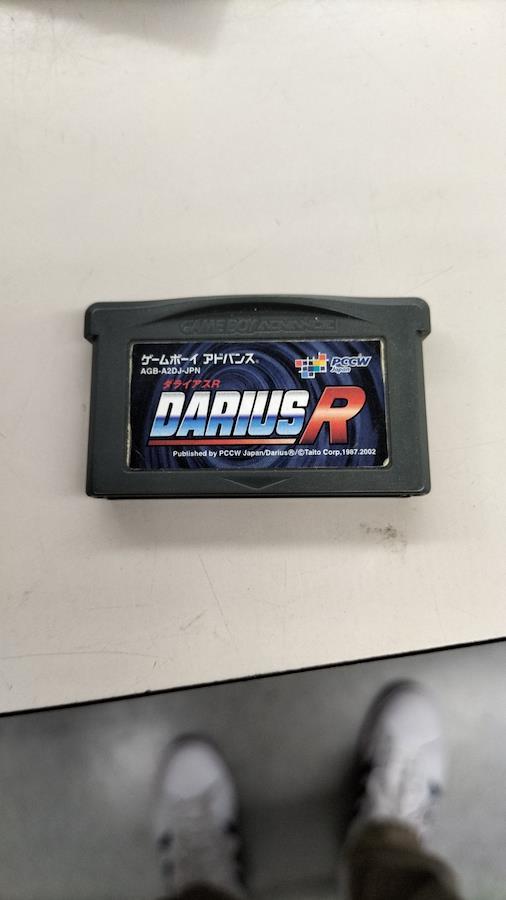 GAME BOY ADVANCE
ゲームボーイ アドバンス®
AGB-A2DJ-JPN
PCCW
Japan
ダライアスR
DARIUS R
Published by PCCW Japan/Darius®/©Taito Corp.1987.2002